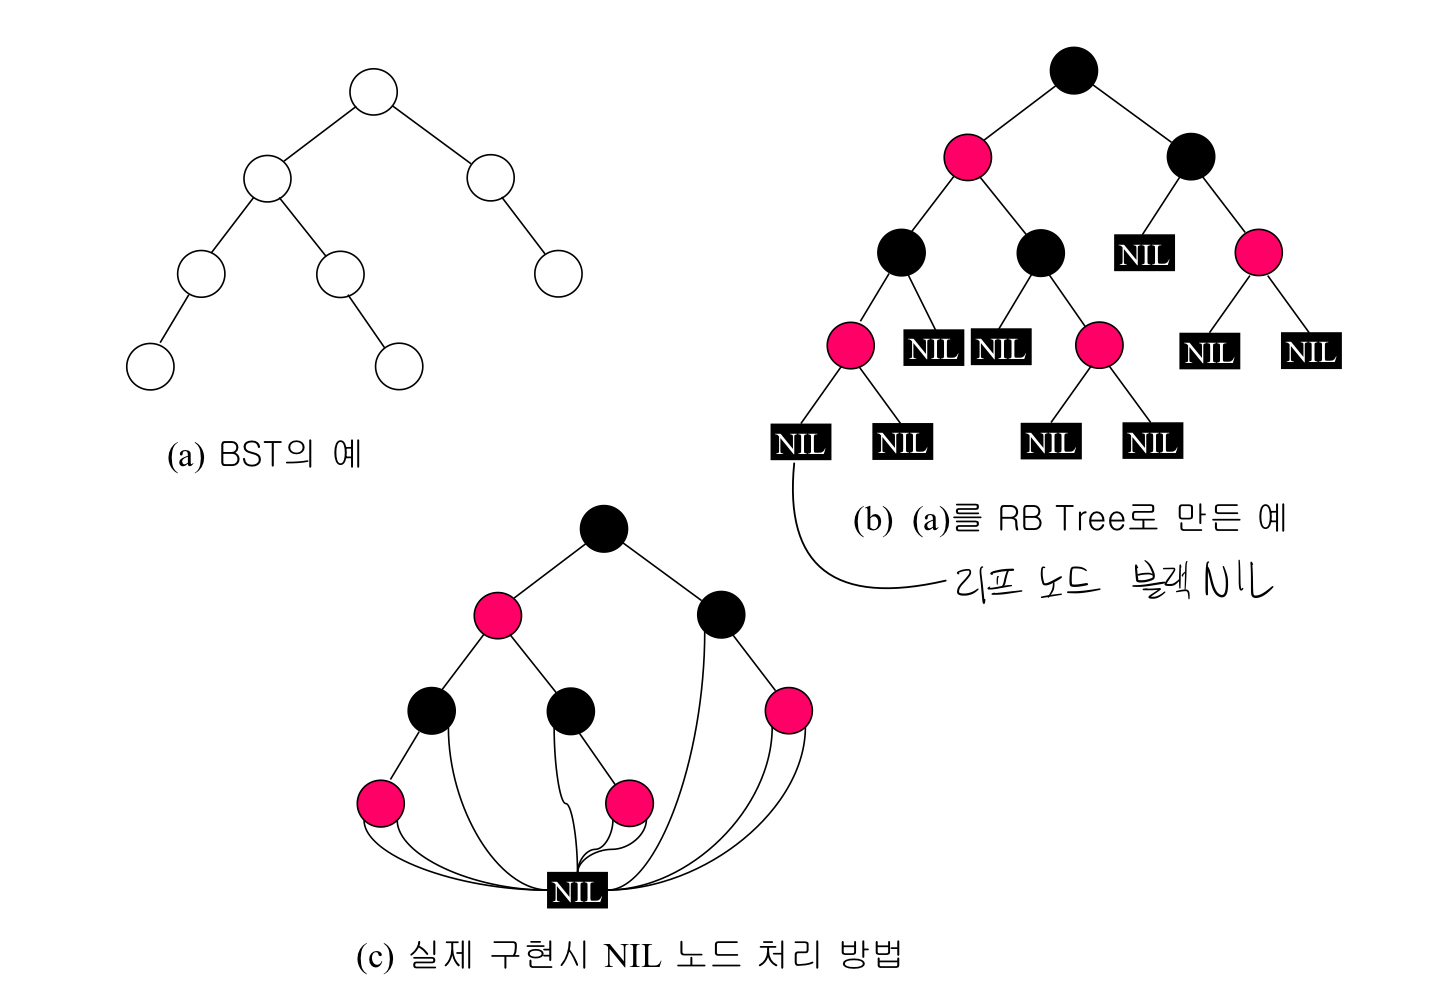 NIL
NIL NIL NIL NIL
NIL NIL NIL NIL
(a) BST의 예
(b) (a)를 RB Tree로 만든 예
리프 노드 블랙 NIL
NIL
(c) 실제 구현시 NIL 노드 처리 방법